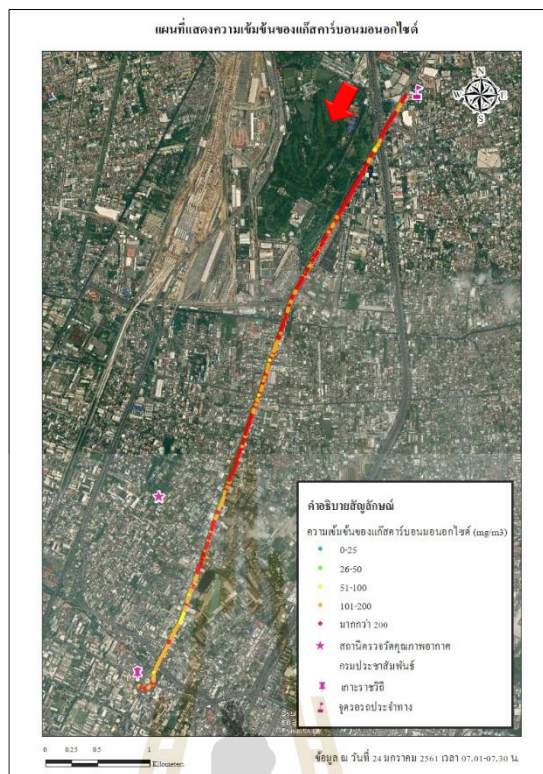 แผนที่แสดงความเข้มข้นของแก๊สคาร์บอนมอนอกไซด์
N
W E
S
คำอธิบายสัญลักษณ์
ความเข้มข้นของแก๊สคาร์บอนมอนอกไซด์ (mg/m3)
0-25
26-50
51-100
101-200
มากกว่า 200
สถานีตรวจวัดคุณภาพอากาศ
กรมประชาสัมพันธ์
เกาะราชวิถี
จุดรอรถประจำทาง
0 0.25 0.5 1
Kilometers
ข้อมูล ณ วันที่ 24 มกราคม 2561 เวลา 07.01-07.30 น.